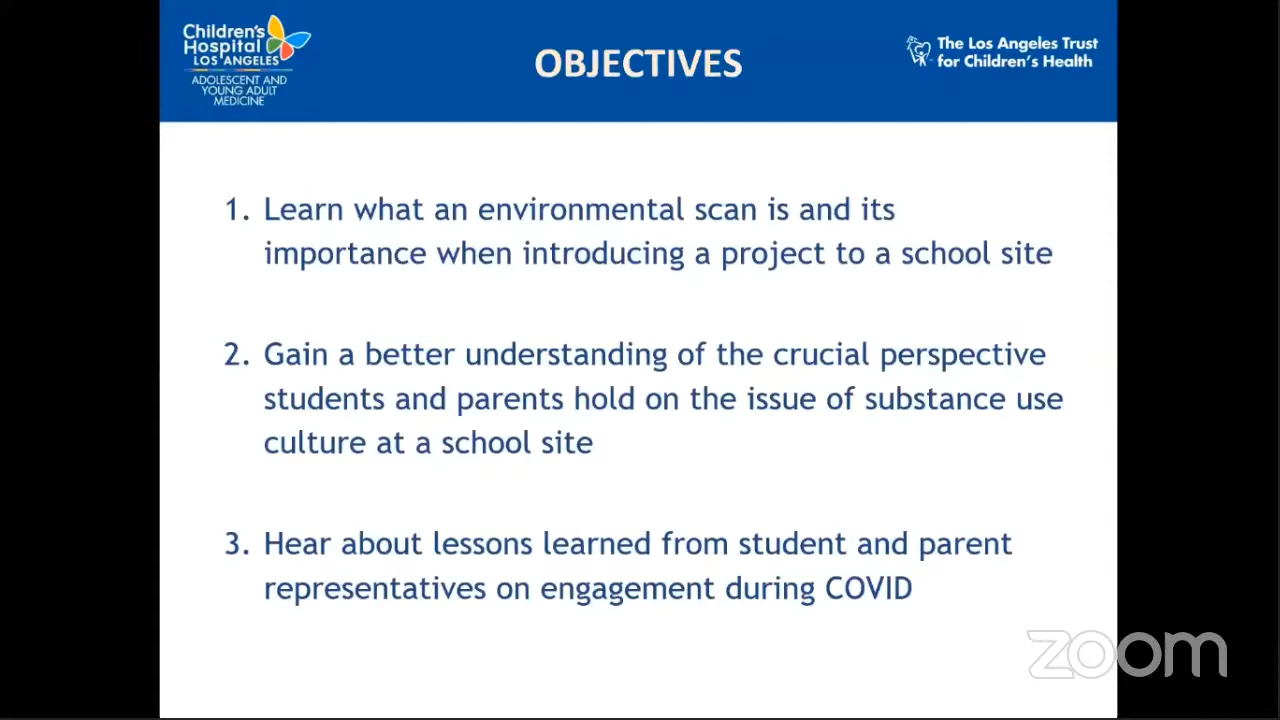 Children's
Hospital
LOS ANGELES
ADOLESCENT AND
YOUNG ADULT
MEDICINE
OBJECTIVES
The Los Angeles Trust
for Children's Health
1. Learn what an environmental scan is and its
importance when introducing a project to a school site
2. Gain a better understanding of the crucial perspective
students and parents hold on the issue of substance use
culture at a school site
3. Hear about lessons learned from student and parent
representatives on engagement during COVID
zoom